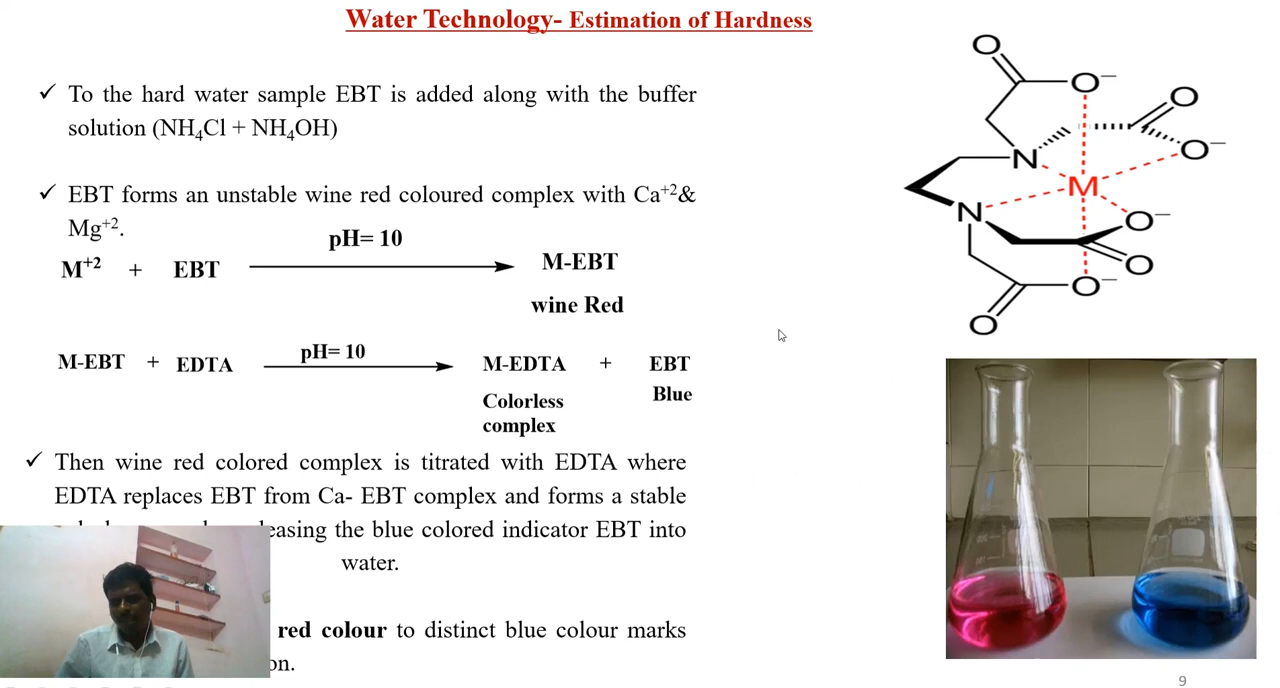 Water Technology- Estimation of Hardness
✓ To the hard water sample EBT is added along with the buffer
solution (NH₄Cl + NH₄OH)
✓ EBT forms an unstable wine red coloured complex with Ca⁺²&
Mg⁺².
pH= 10
M⁺² + EBT M-EBT
wine Red
pH= 10
M-EBT + EDTA M-EDTA + EBT
Colorless Blue
complex
✓ Then wine red colored complex is titrated with EDTA where
EDTA replaces EBT from Ca- EBT complex and forms a stable
easing the blue colored indicator EBT into
water.
red colour to distinct blue colour marks
on.
O
O⁻
O
O⁻
N
M
N
O⁻
O
O⁻
O
9